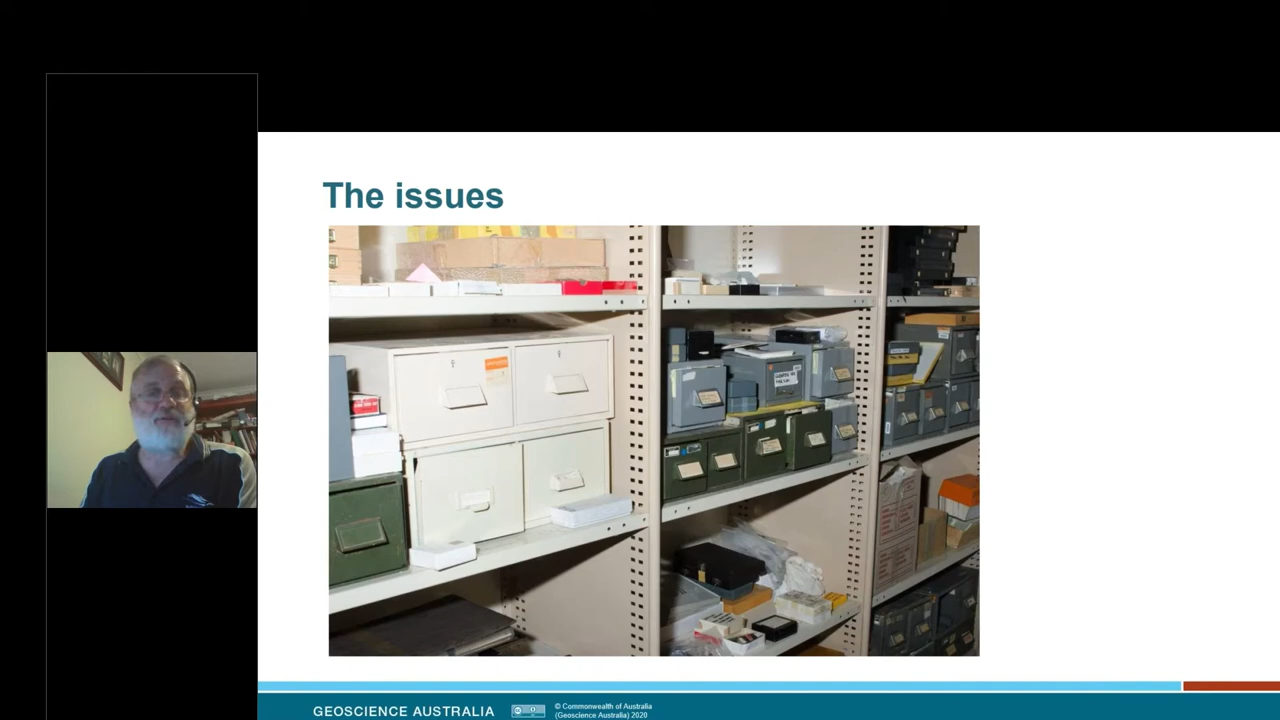 The issues
GEOSCIENCE AUSTRALIA
© Commonwealth of Australia
(Geoscience Australia) 2020